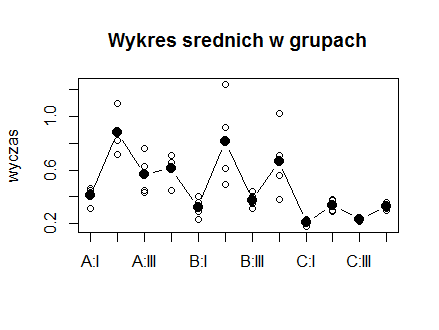 Wykres srednich w grupach
wyczas
1.0
0.6
0.2
A:I A:III B:I B:III C:I C:III